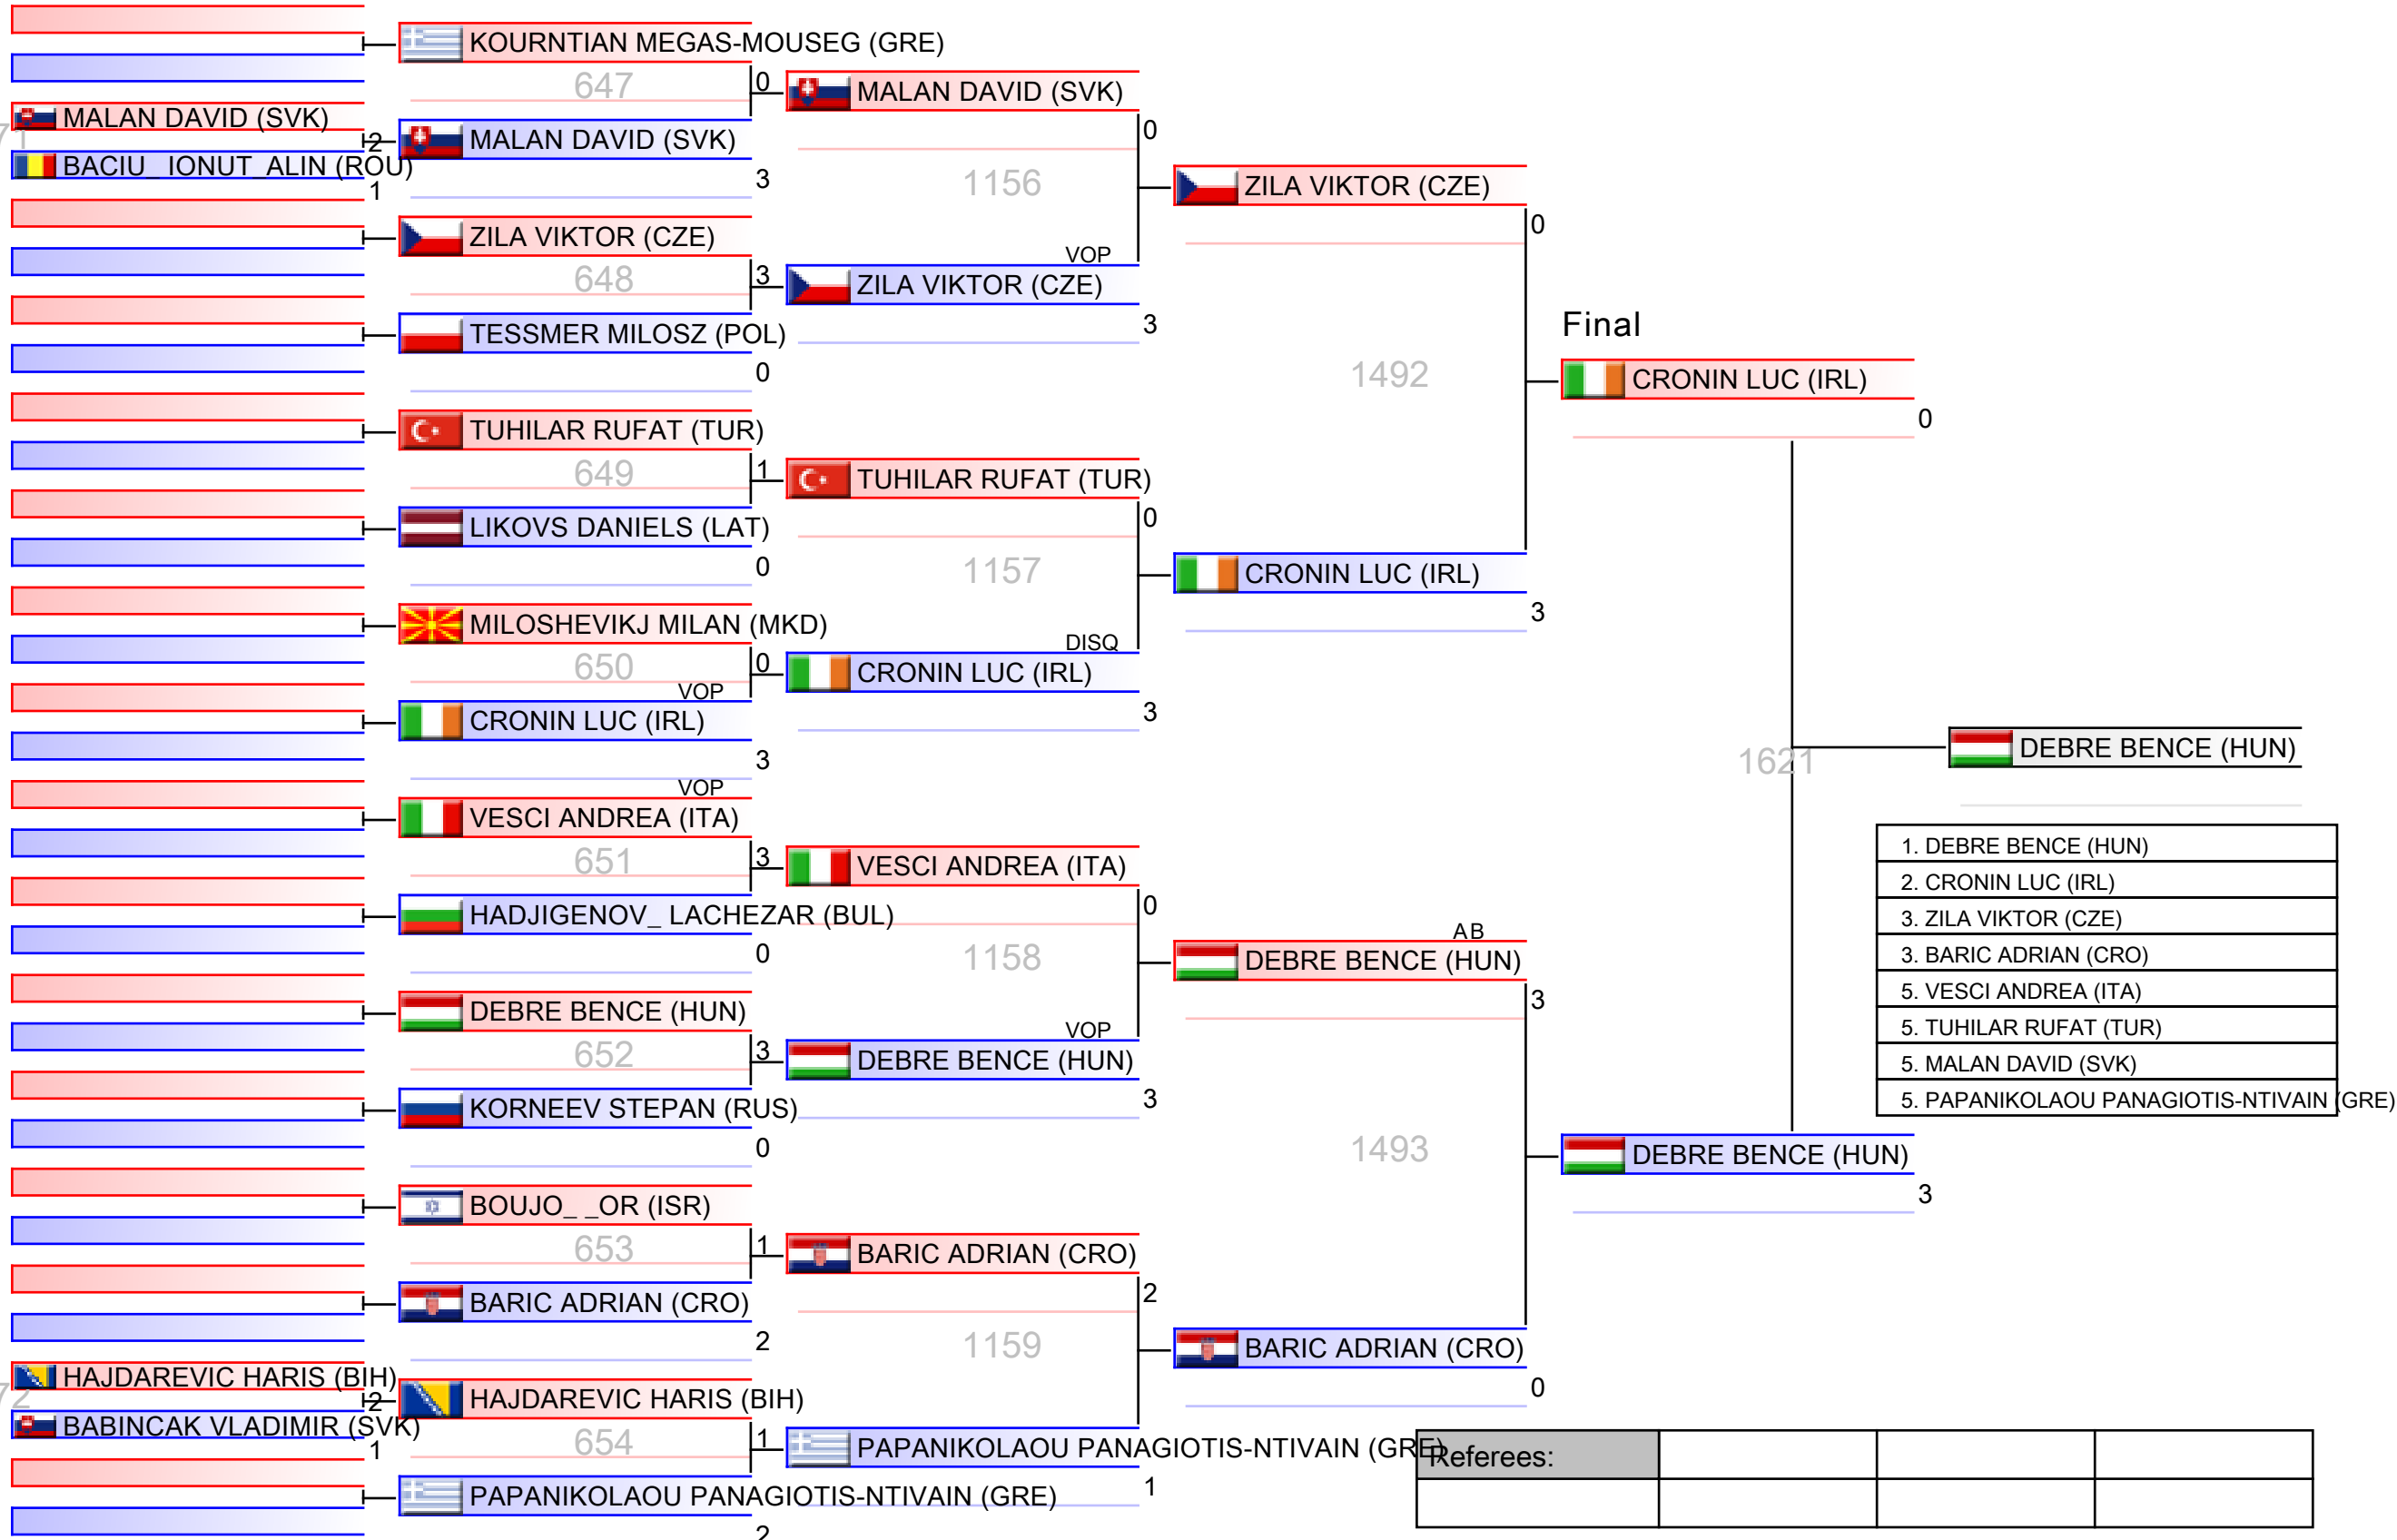 MALAN DAVID (SVK)
71
2
BACIU_ IONUT_ALIN (ROU)
1
HAJDAREVIC HARIS (BIH)
72
2
BABINCAK VLADIMIR (SVK)
1
KOURNTIAN MEGAS-MOUSEG (GRE)
647
0
MALAN DAVID (SVK)
3
ZILA VIKTOR (CZE)
648
3
TESSMER MILOSZ (POL)
0
TUHILAR RUFAT (TUR)
649
1
LIKOVS DANIELS (LAT)
0
MILOSHEVIKJ MILAN (MKD)
650
0
VOP
CRONIN LUC (IRL)
3
VOP
VESCI ANDREA (ITA)
651
3
HADJIGENOV_ LACHEZAR (BUL)
0
DEBRE BENCE (HUN)
652
3
KORNEEV STEPAN (RUS)
0
BOUJO_ _OR (ISR)
653
1
BARIC ADRIAN (CRO)
2
HAJDAREVIC HARIS (BIH)
654
1
PAPANIKOLAOU PANAGIOTIS-NTIVAIN (GRE)
2
MALAN DAVID (SVK)
0
1156
VOP
ZILA VIKTOR (CZE)
3
TUHILAR RUFAT (TUR)
0
1157
DISQ
CRONIN LUC (IRL)
3
VESCI ANDREA (ITA)
0
1158
VOP
DEBRE BENCE (HUN)
3
BARIC ADRIAN (CRO)
2
1159
PAPANIKOLAOU PANAGIOTIS-NTIVAIN (GRE)
1
ZILA VIKTOR (CZE)
0
1492
CRONIN LUC (IRL)
3
AB
DEBRE BENCE (HUN)
3
1493
BARIC ADRIAN (CRO)
0
Final
CRONIN LUC (IRL)
0
1621
DEBRE BENCE (HUN)
3
DEBRE BENCE (HUN)
1. DEBRE BENCE (HUN)
2. CRONIN LUC (IRL)
3. ZILA VIKTOR (CZE)
3. BARIC ADRIAN (CRO)
5. VESCI ANDREA (ITA)
5. TUHILAR RUFAT (TUR)
5. MALAN DAVID (SVK)
5. PAPANIKOLAOU PANAGIOTIS-NTIVAIN (GRE)
Referees: